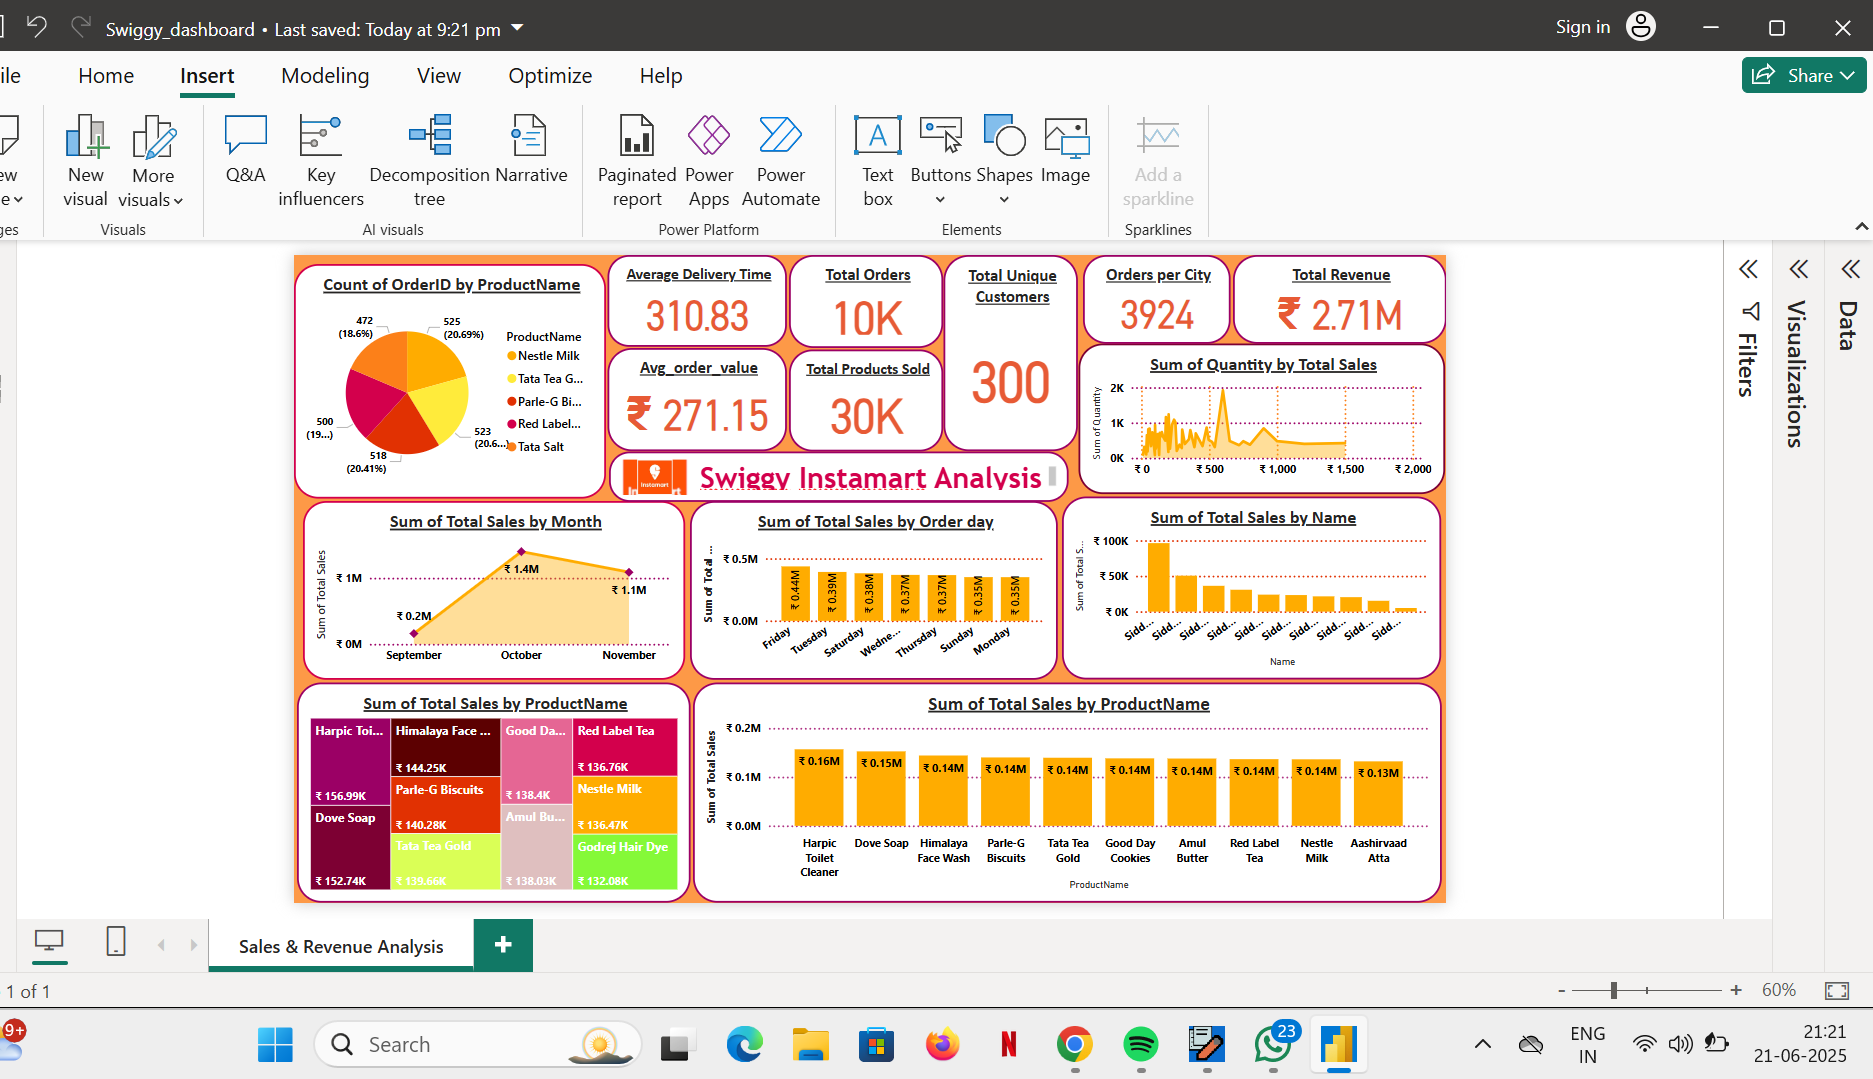 Swiggy_dashboard • Last saved: Today at 9:21 pm
Sign in
ile
Home
Insert
Modeling
View
Optimize
Help
Share
ew
e
ges
New visual
More visuals
Visuals
Q&A
Key influencers
Decomposition tree
Narrative
AI visuals
Paginated report
Power Apps
Power Automate
Power Platform
Text box
Buttons
Shapes
Image
Elements
Add a sparkline
Sparklines
Count of OrderID by ProductName
472
(18.6%)
525
(20.69%)
500
(19...)
523
(20.6...)
518
(20.41%)
ProductName
Nestle Milk
Tata Tea G...
Parle-G Bi...
Red Label...
Tata Salt
Average Delivery Time
310.83
Total Orders
10K
Total Unique
Customers
300
Orders per City
3924
Total Revenue
₹ 2.71M
Avg_order_value
₹ 271.15
Total Products Sold
30K
Instamart
Swiggy Instamart Analysis
Sum of Quantity by Total Sales
Sum of Quantity
2K
1K
0K
₹ 0
₹ 500
₹ 1,000
₹ 1,500
₹ 2,000
Sum of Total Sales by Month
Sum of Total Sales
₹ 1M
₹ 0M
₹ 0.2M
₹ 1.4M
₹ 1.1M
September
October
November
Sum of Total Sales by Order day
Sum of Total ...
₹ 0.5M
₹ 0.0M
₹ 0.44M
₹ 0.39M
₹ 0.38M
₹ 0.37M
₹ 0.37M
₹ 0.35M
₹ 0.35M
Friday
Tuesday
Saturday
Wedne...
Thursday
Sunday
Monday
Sum of Total Sales by Name
Sum of Total S...
₹ 100K
₹ 50K
₹ 0K
Sidd...
Sidd...
Sidd...
Sidd...
Sidd...
Sidd...
Sidd...
Sidd...
Sidd...
Sidd...
Name
Sum of Total Sales by ProductName
Harpic Toi...
₹ 156.99K
Dove Soap
₹ 152.74K
Himalaya Face ...
₹ 144.25K
Parle-G Biscuits
₹ 140.28K
Tata Tea Gold
₹ 139.66K
Good Da...
₹ 138.4K
Amul Bu...
₹ 138.03K
Red Label Tea
₹ 136.76K
Nestle Milk
₹ 136.47K
Godrej Hair Dye
₹ 132.08K
Sum of Total Sales by ProductName
Sum of Total Sales
₹ 0.2M
₹ 0.1M
₹ 0.0M
₹ 0.16M
₹ 0.15M
₹ 0.14M
₹ 0.14M
₹ 0.14M
₹ 0.14M
₹ 0.14M
₹ 0.14M
₹ 0.14M
₹ 0.13M
Harpic Toilet Cleaner
Dove Soap
Himalaya Face Wash
Parle-G Biscuits
Tata Tea Gold
Good Day Cookies
Amul Butter
Red Label Tea
Nestle Milk
Aashirvaad Atta
ProductName
Filters
Visualizations
Data
Sales & Revenue Analysis
+
1 of 1
-
+
60%
9+
Search
N
23
ENG
IN
21:21
21-06-2025